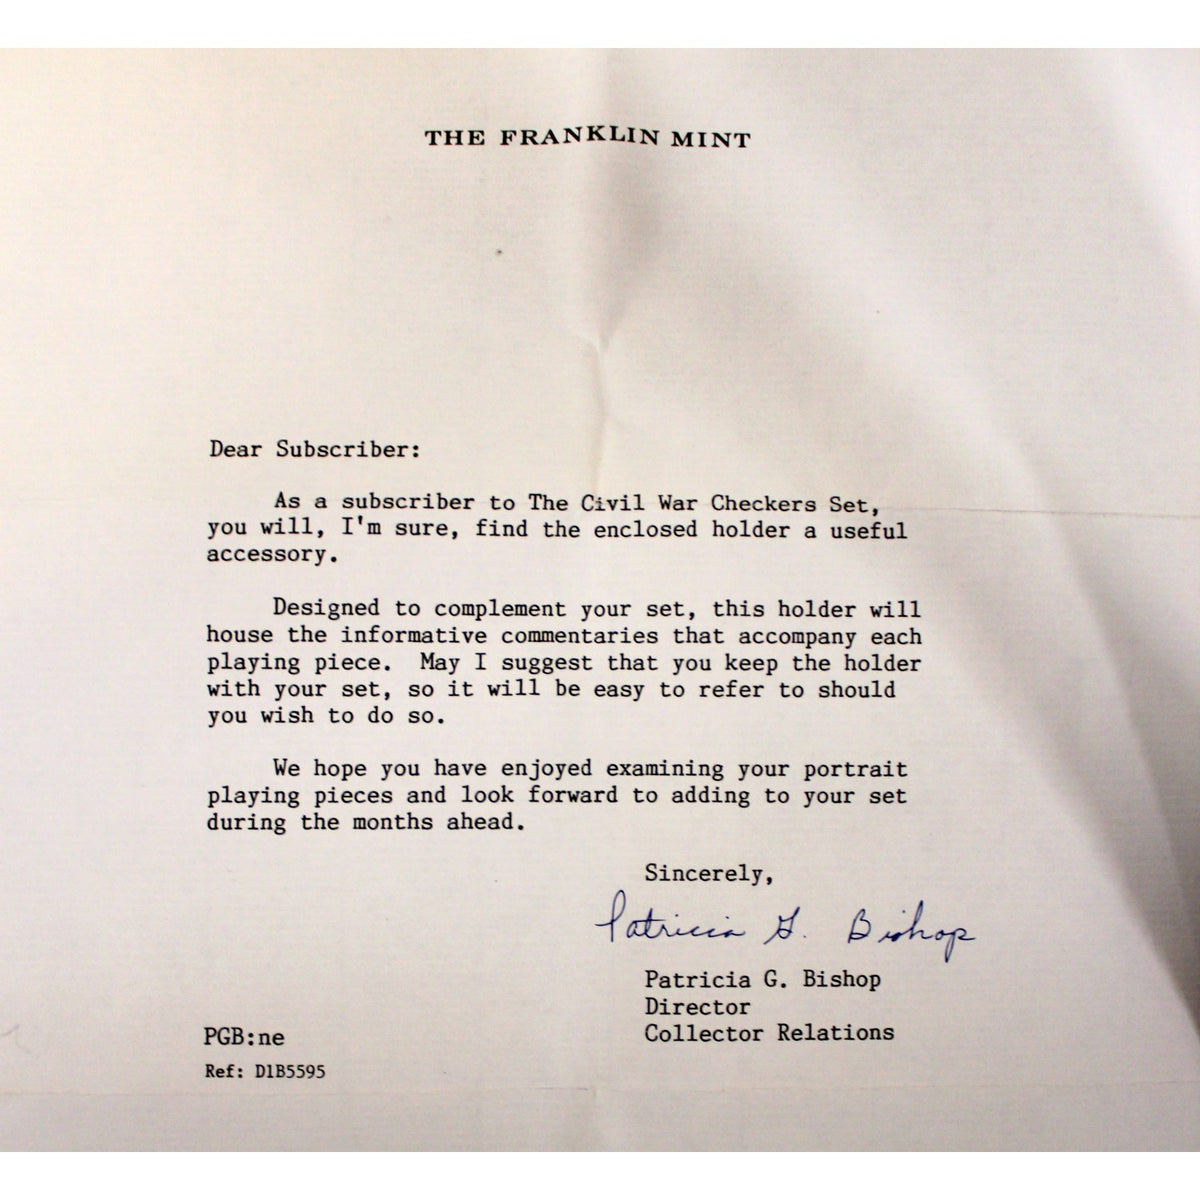 THE FRANKLIN MINT
Dear Subscriber:
As a subscriber to The Civil War Checkers Set,
you will, I'm sure, find the enclosed holder a useful
accessory.
Designed to complement your set, this holder will
house the informative commentaries that accompany each
playing piece. May I suggest that you keep the holder
with your set, so it will be easy to refer to should
you wish to do so.
We hope you have enjoyed examining your portrait
playing pieces and look forward to adding to your set
during the months ahead.
Sincerely,
Patricia G. Bishop
Patricia G. Bishop
Director
Collector Relations
PGB:ne
Ref: D1B5595